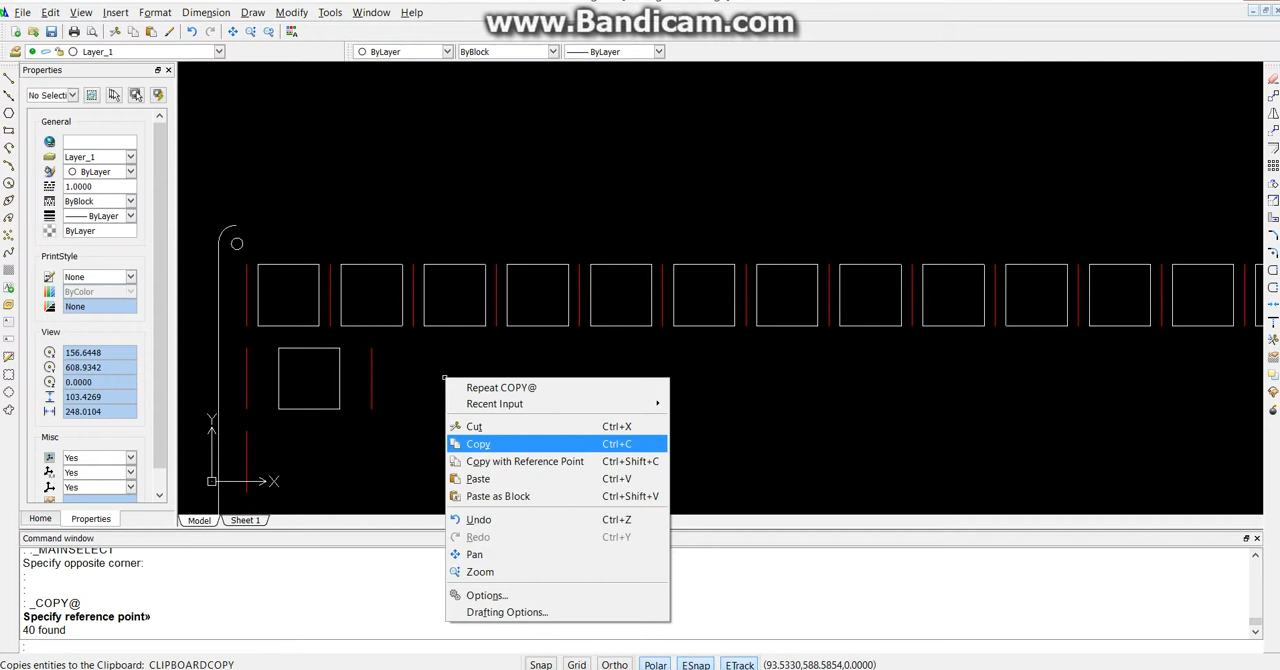 www.Bandicam.com
File Edit View Insert Format Dimension Draw Modify Tools Window Help
Layer_1 ByLayer ByBlock ByLayer
Properties
No Selecti
General
Layer_1
ByLayer
1.0000
ByBlock
ByLayer
ByLayer
PrintStyle
None
ByColor
None
View
156.6448
608.9342
0.0000
103.4269
248.0104
Misc
Yes
Yes
Yes
Home Properties
Y
X
Model Sheet 1
Repeat COPY@
Recent Input
Cut Ctrl+X
Copy Ctrl+C
Copy with Reference Point Ctrl+Shift+C
Paste Ctrl+V
Paste as Block Ctrl+Shift+V
Undo Ctrl+Z
Redo Ctrl+Y
Pan
Zoom
Options...
Drafting Options...
Command window
: ._MAINSELECT
Specify opposite corner:
:
:
: _COPY@
Specify reference point»
40 found
:
Copies entities to the Clipboard: CLIPBOARDCOPY Snap Grid Ortho Polar ESnap ETrack (93.5330,588.5854,0.0000)